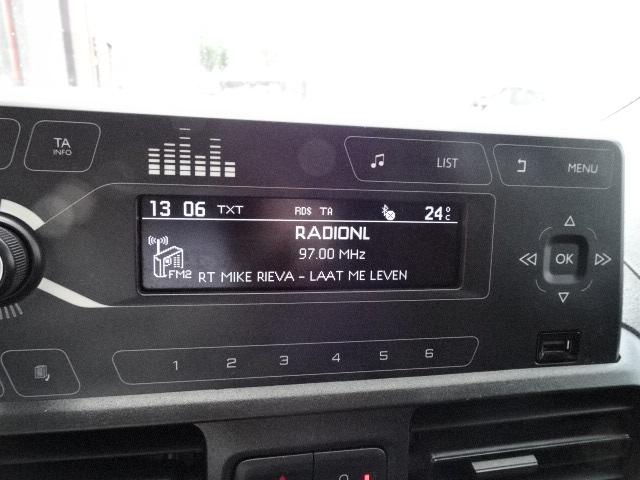 TA
INFO
LIST
MENU
13 06 TXT RDS TA 24°C
RADIONL
97.00 MHz
FM2 RT MIKE RIEVA - LAAT ME LEVEN
OK
1 2 3 4 5 6